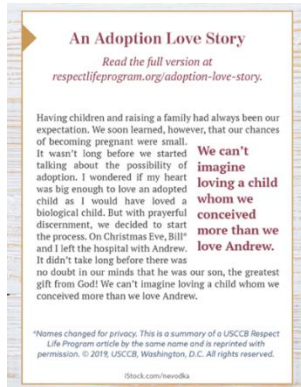 An Adoption Love Story
Read the full version at
respectlifeprogram.org/adoption-love-story.
Having children and raising a family had always been our
expectation. We soon learned, however, that our chances
of becoming pregnant were small.
It wasn't long before we started
talking about the possibility of
adoption. I wondered if my heart
was big enough to love an adopted
child as I would have loved a
biological child. But with prayerful
discernment, we decided to start
the process. On Christmas Eve, Bill*
and I left the hospital with Andrew.
It didn't take long before there was
no doubt in our minds that he was our son, the greatest
gift from God! We can't imagine loving a child whom we
conceived more than we love Andrew.
We can't
imagine
loving a child
whom we
conceived
more than we
love Andrew.
*Names changed for privacy. This is a summary of a USCCB Respect
Life Program article by the same name and is reprinted with
permission. © 2019, USCCB, Washington, D.C. All rights reserved.
iStock.com/nevodka